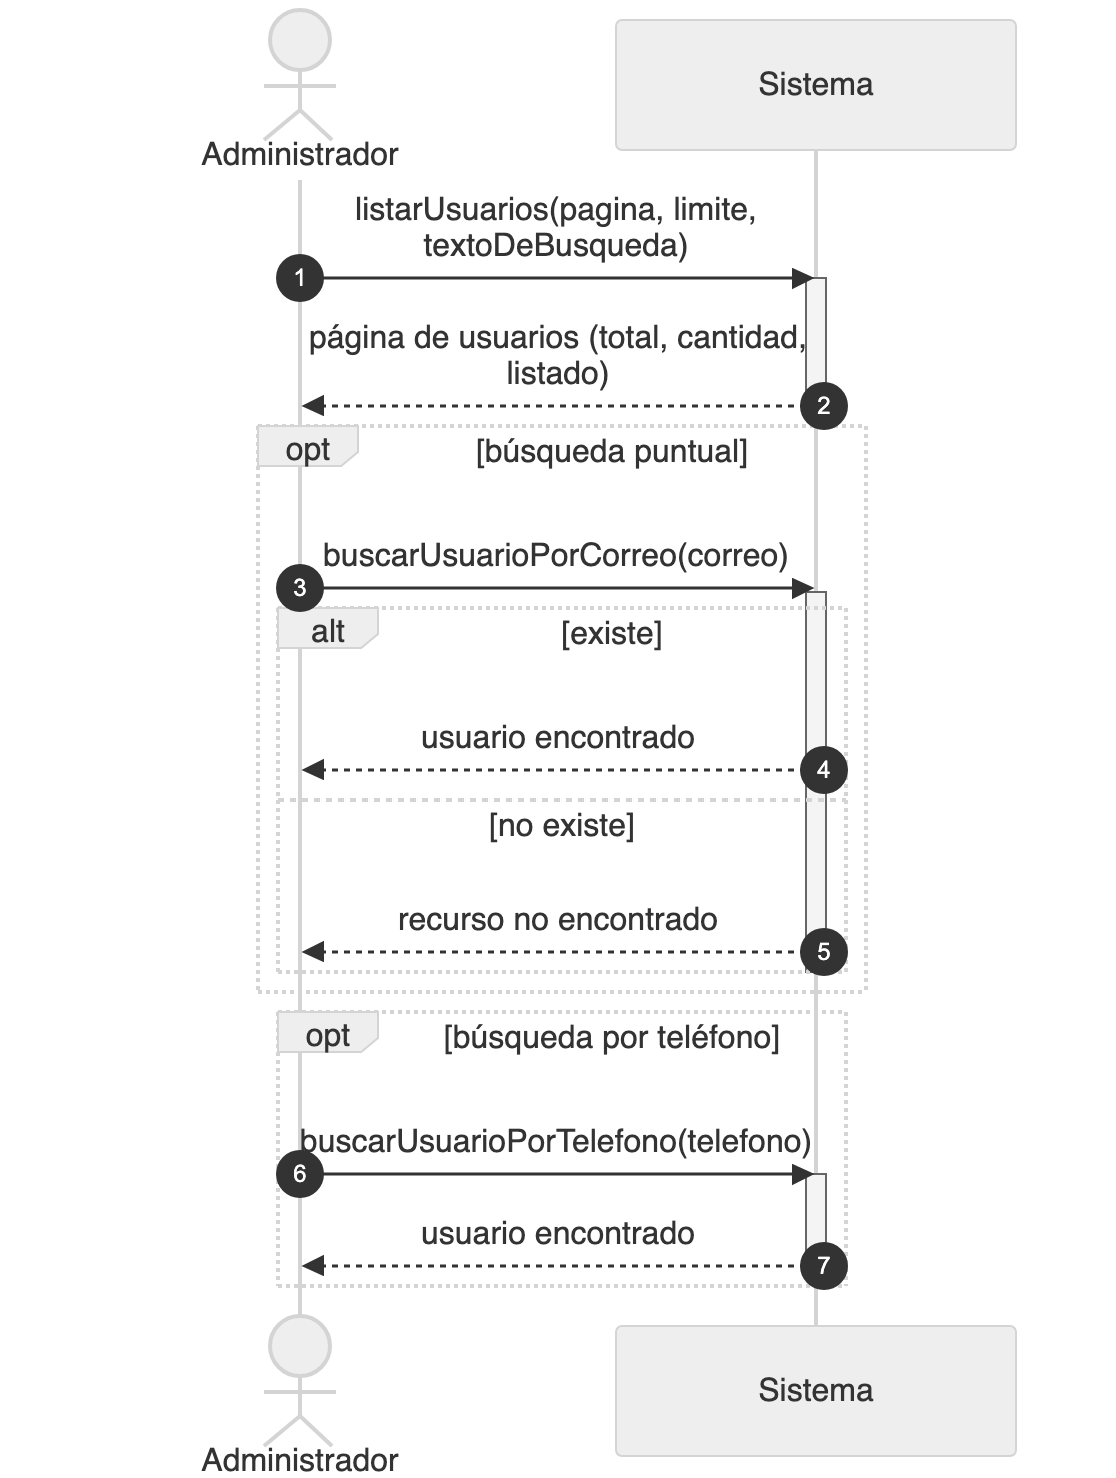 Administrador
Sistema
listarUsuarios(pagina, limite,
textoDeBusqueda)
1
página de usuarios (total, cantidad,
listado)
2
opt
[búsqueda puntual]
buscarUsuarioPorCorreo(correo)
3
alt
[existe]
usuario encontrado
4
[no existe]
recurso no encontrado
5
opt
[búsqueda por teléfono]
buscarUsuarioPorTelefono(telefono)
6
usuario encontrado
7
Administrador
Sistema